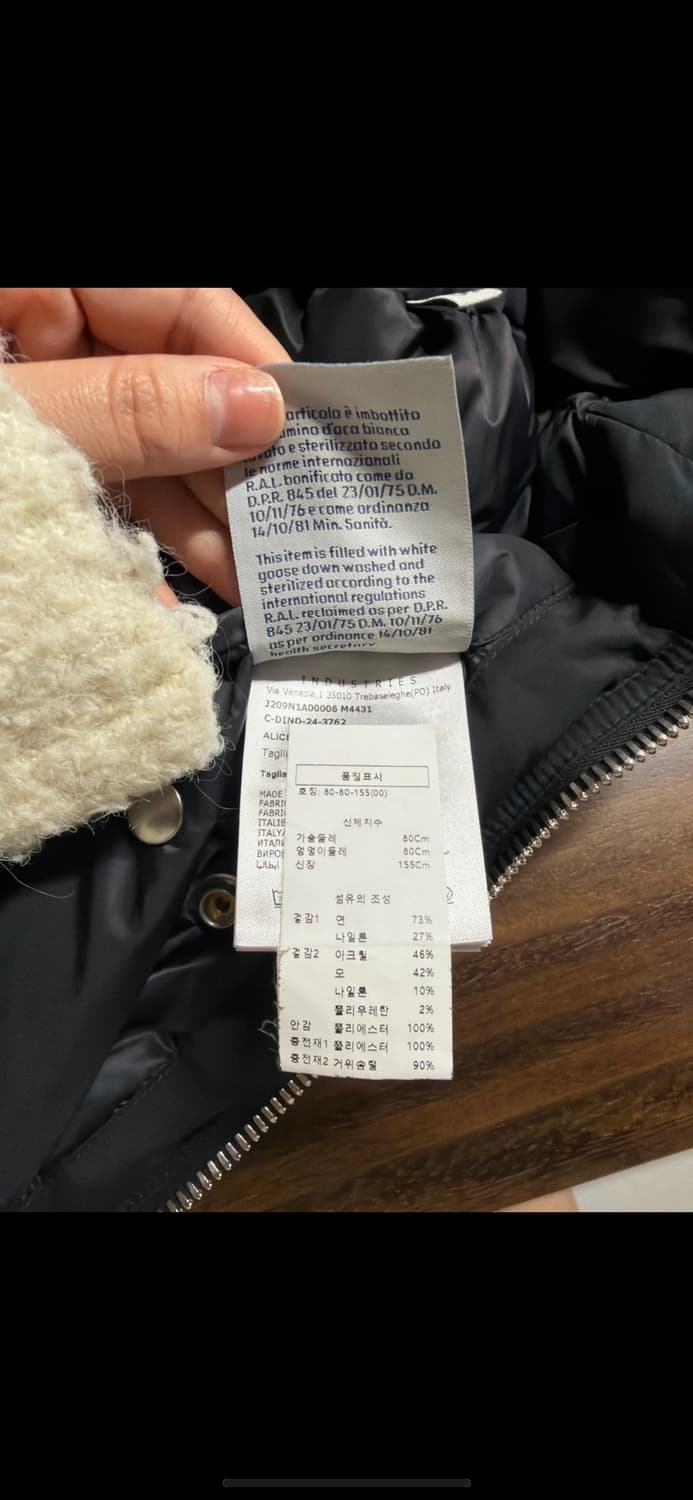 articolo è imbottito
d'oca bianca
e sterilizzato secondo
le norme internazionali
R.A.L. bonificato come da
D.P.R. 845 del 23/01/75 D.M.
10/11/76 e come ordinanza
14/10/81 Min. Sanità.
This item is filled with white
goose down washed and
sterilized according to the
international regulations
R.A.L. reclaimed as per D.P.R.
845 23/01/75 D.M. 10/11/76
as per ordinance 14/10/81
health secretary
INDUSTRIES
Via Venezia,1 35010 Trebaseleghe(PD) Italy
J209N1A00006 M4431
C-DIND-24-3762
MADE
품질표시
호칭: 80-80-155(00)
신체치수
가슴둘레 80Cm
엉덩이둘레 80Cm
신장 155Cm
섬유의 조성
겉감1 면 73%
나일론 27%
겉감2 아크릴 46%
모 42%
나일론 10%
폴리우레탄 2%
안감 폴리에스터 100%
충전재1 폴리에스터 100%
충전재2 거위솜털 90%